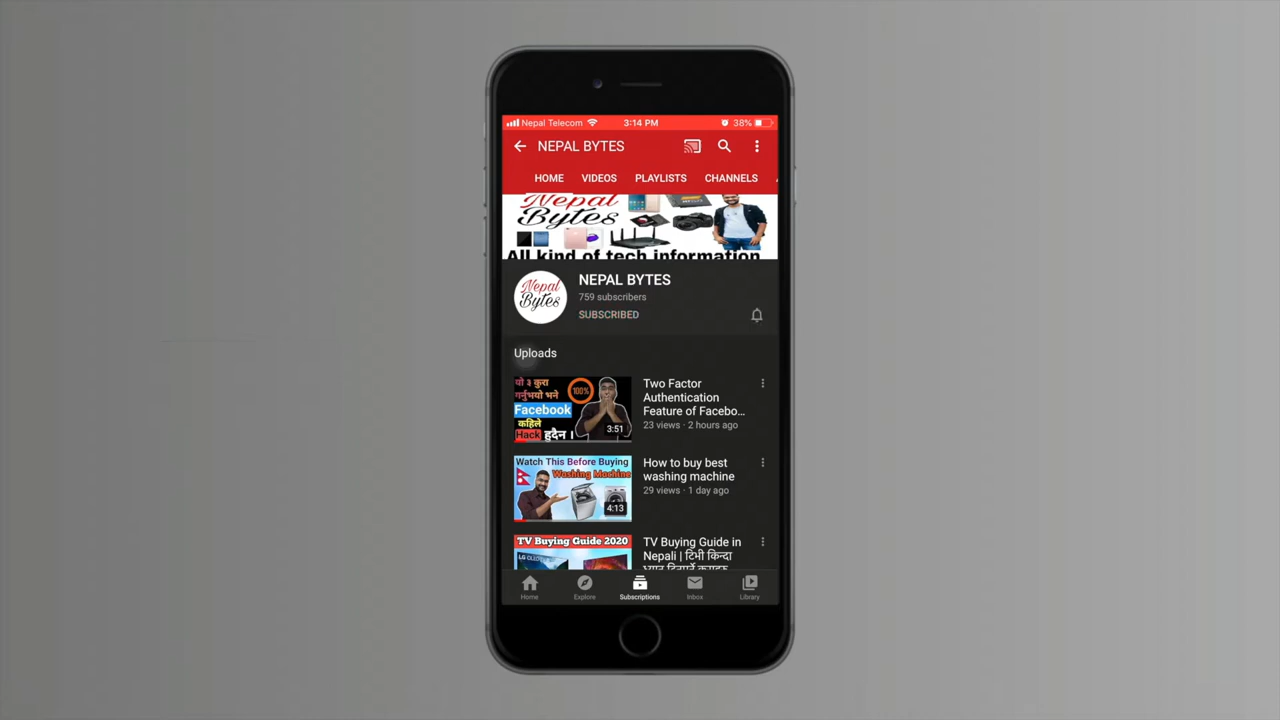 Nepal Telecom 3:14 PM 38%
NEPAL BYTES
HOME VIDEOS PLAYLISTS CHANNELS
Nepal
Bytes
All kind of tech information
Nepal
Bytes
NEPAL BYTES
759 subscribers
SUBSCRIBED
Uploads
यो ३ कुरा
गर्नुभयो भने
Facebook
कहिले
Hack हुदैन ।
100%
3:51
Two Factor
Authentication
Feature of Facebo...
23 views · 2 hours ago
Watch This Before Buying
Washing Machine
4:13
How to buy best
washing machine
29 views · 1 day ago
TV Buying Guide 2020
LG OLED
TV Buying Guide in
Nepali | टिभी किन्दा
Home Explore Subscriptions Inbox Library